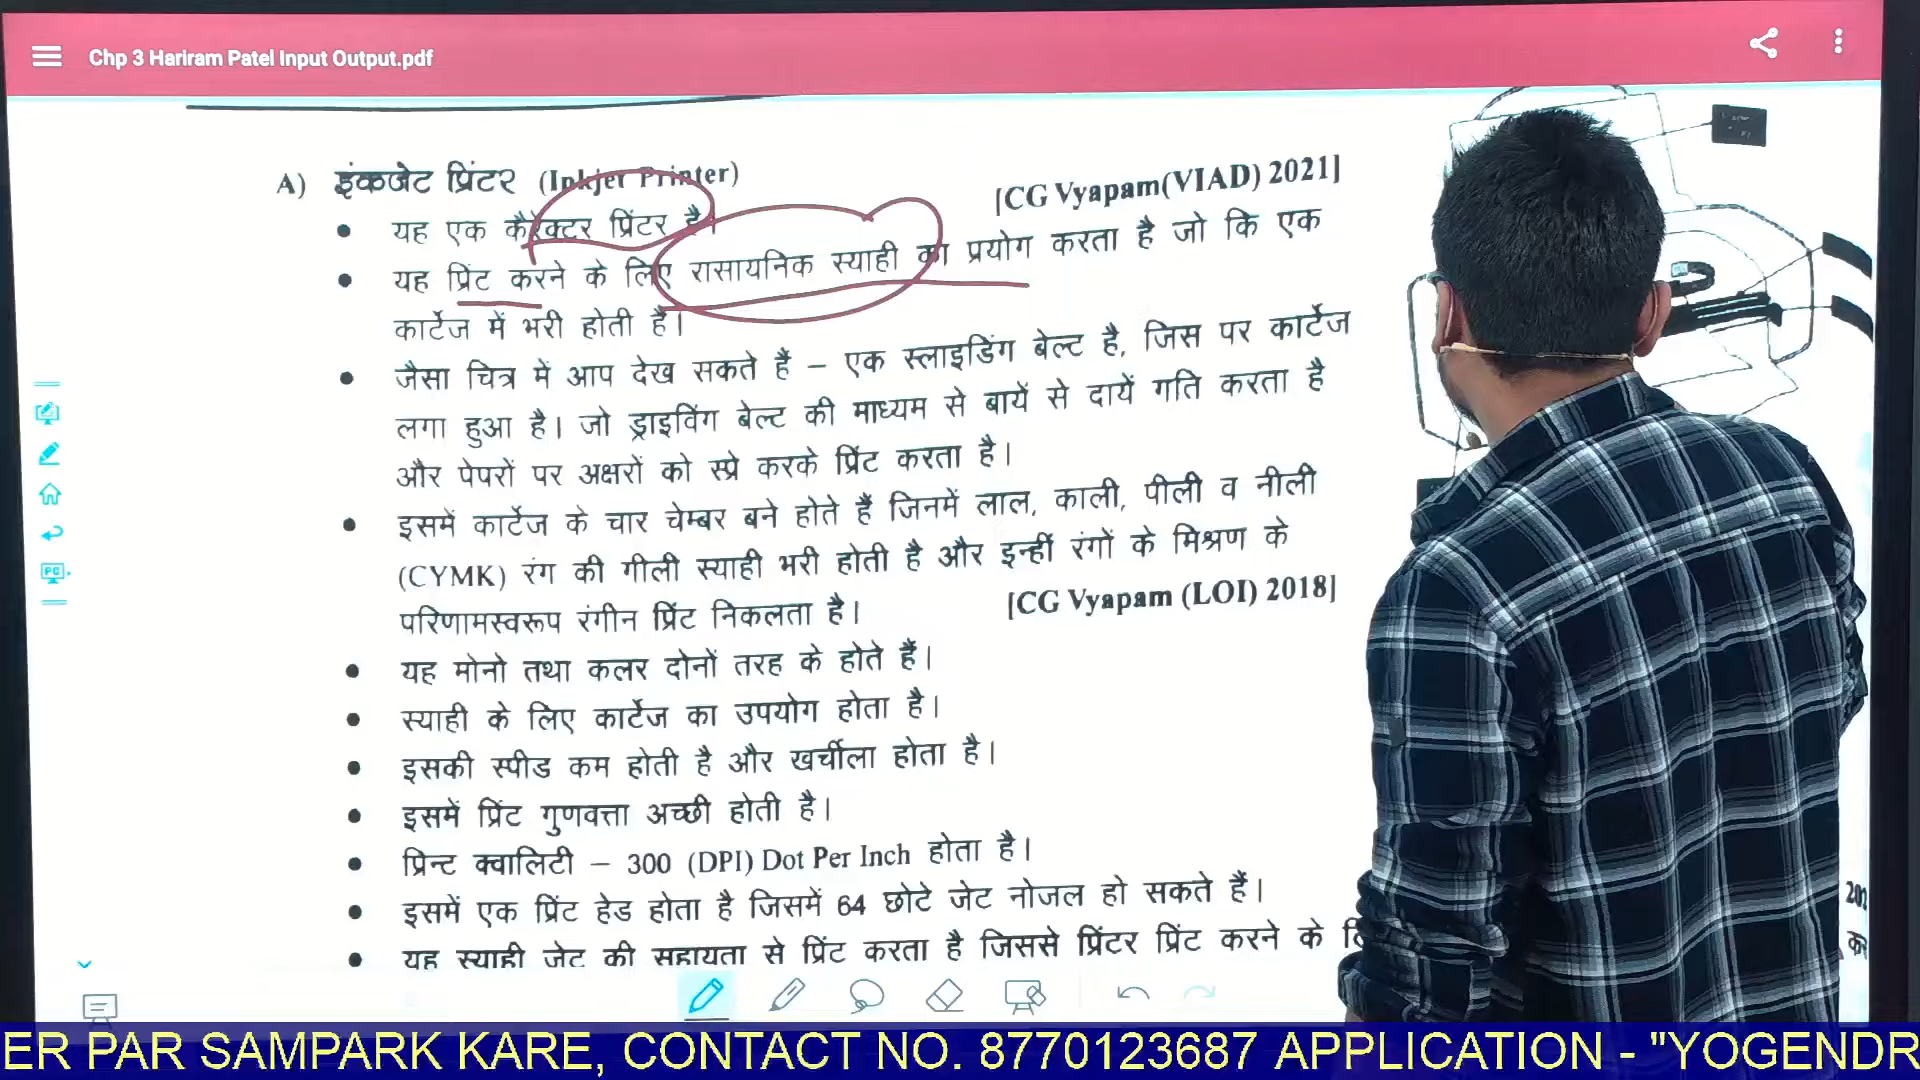 Chp 3 Hariram Patel Input Output.pdf
A) इंकजेट प्रिंटर (Inkjer Printer)
[CG Vyapam(VIAD) 2021]
• यह एक कैरेक्टर प्रिंटर है।
• यह प्रिंट करने के लिए रासायनिक स्याही का प्रयोग करता है जो कि एक
कार्टेज में भरी होती है।
• जैसा चित्र में आप देख सकते हैं – एक स्लाइडिंग बेल्ट है, जिस पर कार्टेज
लगा हुआ है। जो ड्राइविंग बेल्ट की माध्यम से बायें से दायें गति करता है
और पेपरों पर अक्षरों को स्प्रे करके प्रिंट करता है।
• इसमें कार्टेज के चार चेम्बर बने होते हैं जिनमें लाल, काली, पीली व नीली
(CYMK) रंग की गीली स्याही भरी होती है और इन्हीं रंगों के मिश्रण के
परिणामस्वरूप रंगीन प्रिंट निकलता है।
[CG Vyapam (LOI) 2018]
• यह मोनो तथा कलर दोनों तरह के होते हैं।
• स्याही के लिए कार्टेज का उपयोग होता है।
• इसकी स्पीड कम होती है और खर्चीला होता है।
• इसमें प्रिंट गुणवत्ता अच्छी होती है।
• प्रिन्ट क्वालिटी – 300 (DPI) Dot Per Inch होता है।
• इसमें एक प्रिंट हेड होता है जिसमें 64 छोटे जेट नोजल हो सकते हैं।
• यह स्याही जेट की सहायता से प्रिंट करता है जिससे प्रिंटर प्रिंट करने के
ER PAR SAMPARK KARE, CONTACT NO. 8770123687 APPLICATION - "YOGENDR